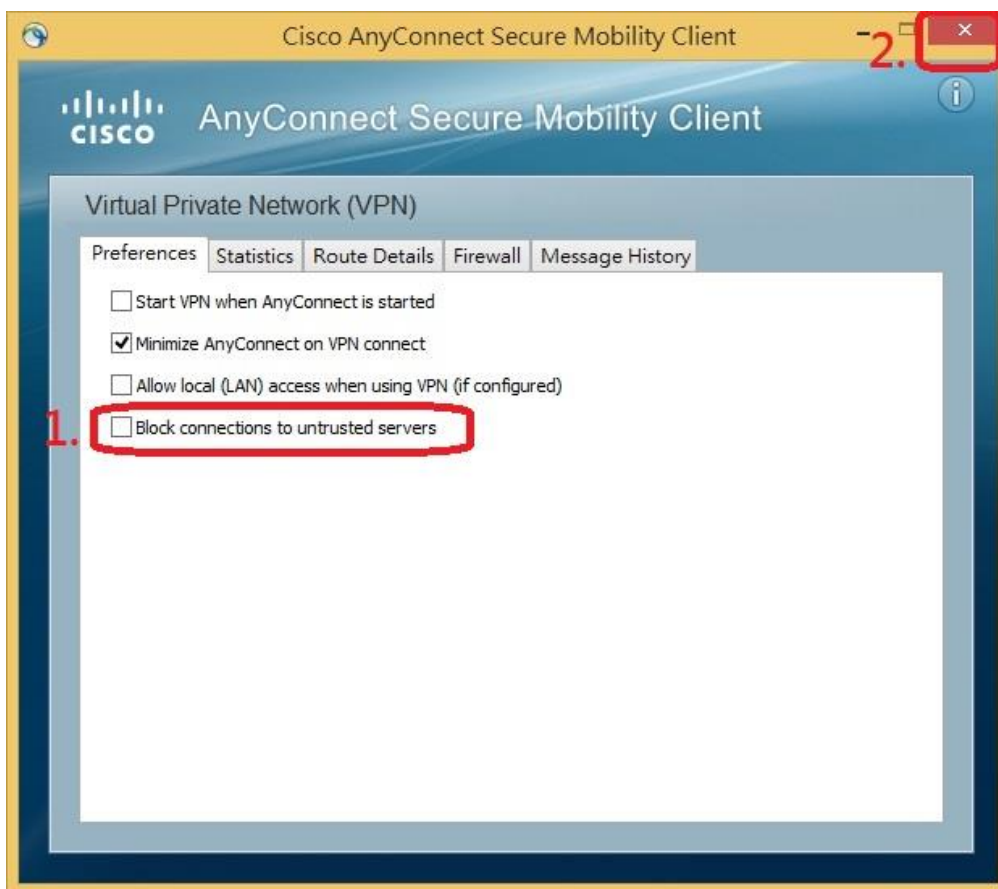 Cisco AnyConnect Secure Mobility Client
2.
CISCO AnyConnect Secure Mobility Client
Virtual Private Network (VPN)
Preferences Statistics Route Details Firewall Message History
Start VPN when AnyConnect is started
Minimize AnyConnect on VPN connect
Allow local (LAN) access when using VPN (if configured)
1. Block connections to untrusted servers